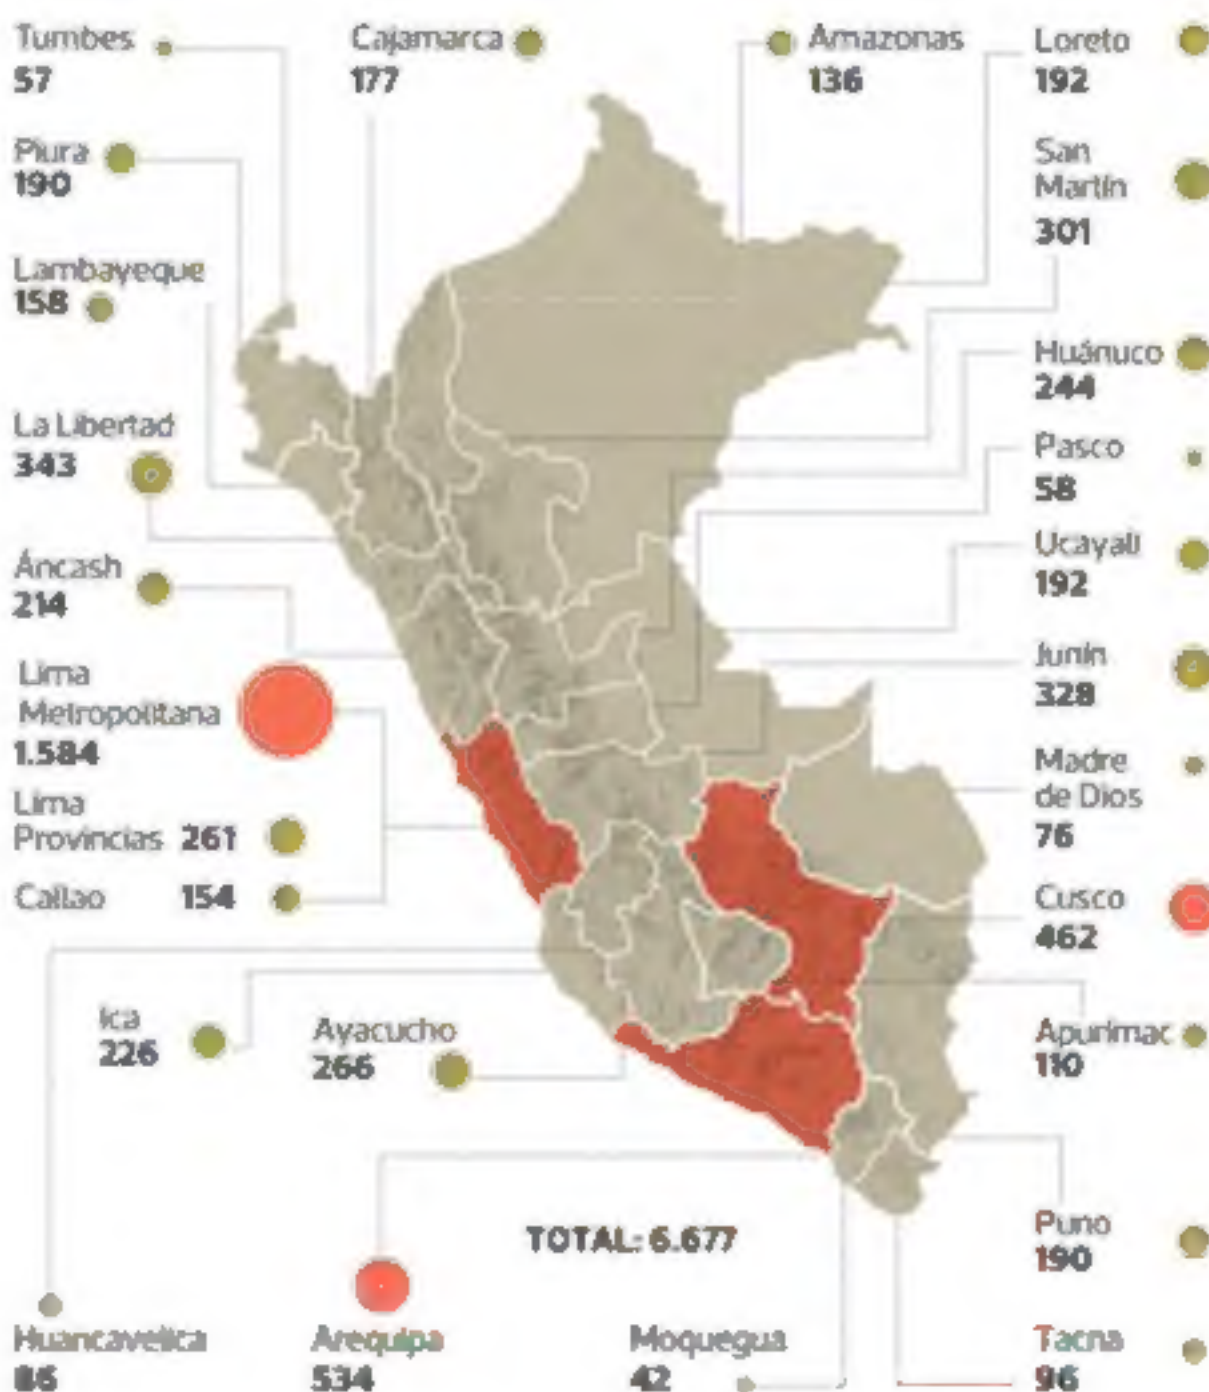 Tumbes
57
Cajamarca
177
Amazonas
136
Loreto
192
Piura
190
San
Martín
301
Lambayeque
158
Huánuco
244
La Libertad
343
Pasco
58
Áncash
214
Ucayali
192
Lima
Metropolitana
1.584
Junín
328
Lima
Provincias 261
Madre
de Dios
76
Callao 154
Cusco
462
Ica
226
Ayacucho
266
Apurímac
110
TOTAL: 6.677
Puno
190
Huancavelica
86
Arequipa
534
Moquegua
42
Tacna
96